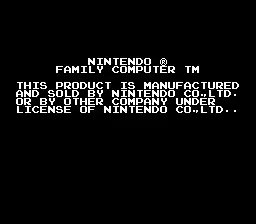 NINTENDO ®
FAMILY COMPUTER TM
THIS PRODUCT IS MANUFACTURED
AND SOLD BY NINTENDO CO.,LTD.
OR BY OTHER COMPANY UNDER
LICENSE OF NINTENDO CO.,LTD..